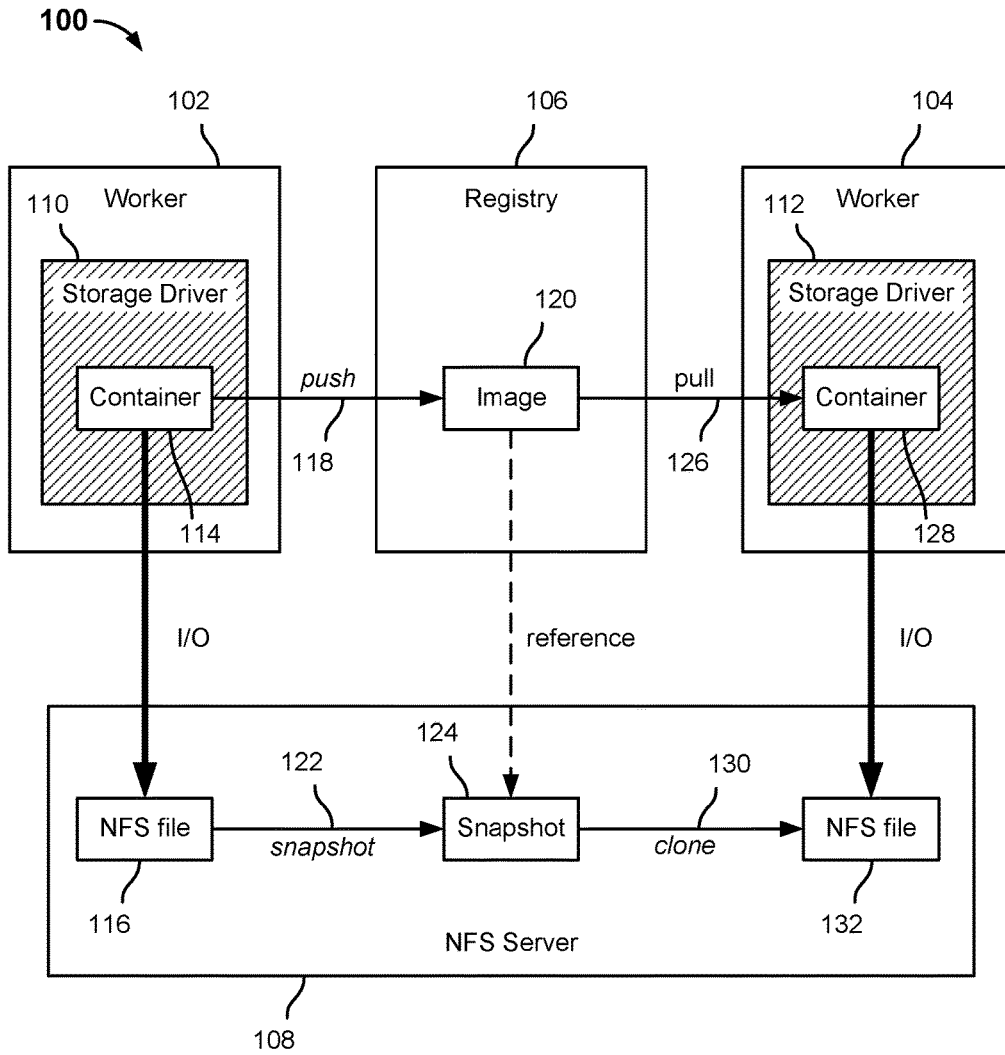 100
102
106
104
Worker
Registry
Worker
110
112
Storage Driver
Storage Driver
120
Container
push
Image
pull
Container
118
126
114
128
I/O
reference
I/O
124
122
130
NFS file
snapshot
Snapshot
clone
NFS file
116
132
NFS Server
108